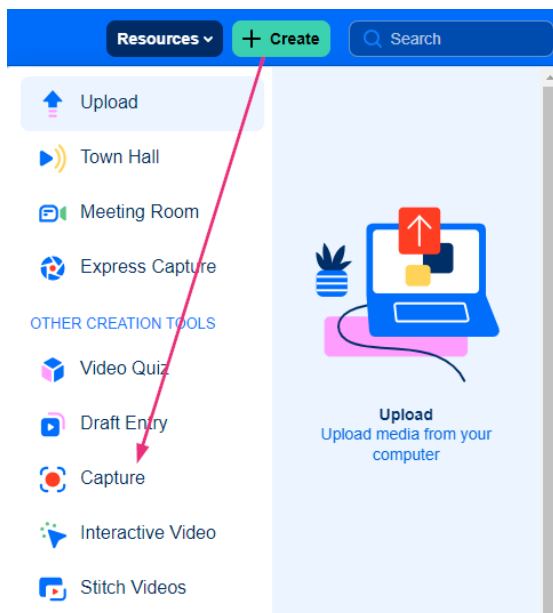 Resources
+ Create
Search
Upload
Town Hall
Meeting Room
Express Capture
OTHER CREATION TOOLS
Video Quiz
Draft Entry
Capture
Interactive Video
Stitch Videos
Upload
Upload media from your
computer